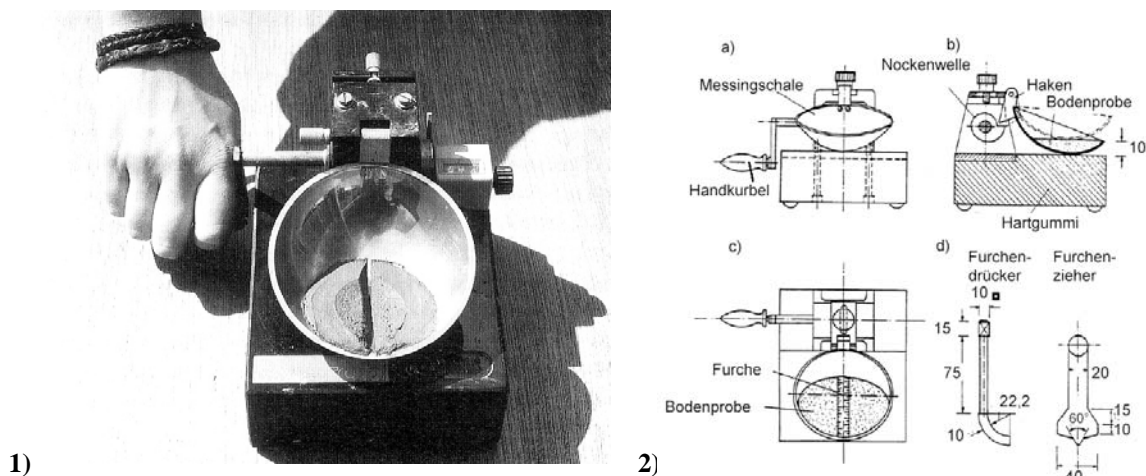 1)
2)
a)
Messingschale
Handkurbel
b)
Nockenwelle
Haken
Bodenprobe
10
Hartgummi
c)
Furche
Bodenprobe
d)
Furchen-
drücker
10
15
75
22,2
10
Furchen-
zieher
20
60°
15
10
40